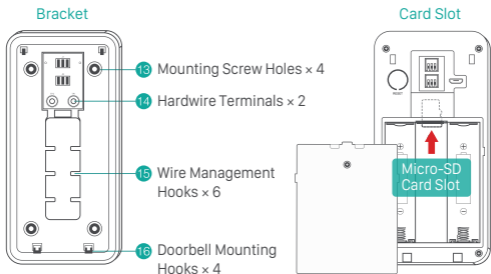 Bracket
Card Slot
13 Mounting Screw Holes × 4
14 Hardwire Terminals × 2
15 Wire Management
Hooks × 6
16 Doorbell Mounting
Hooks × 4
RESET
Micro-SD
Card Slot